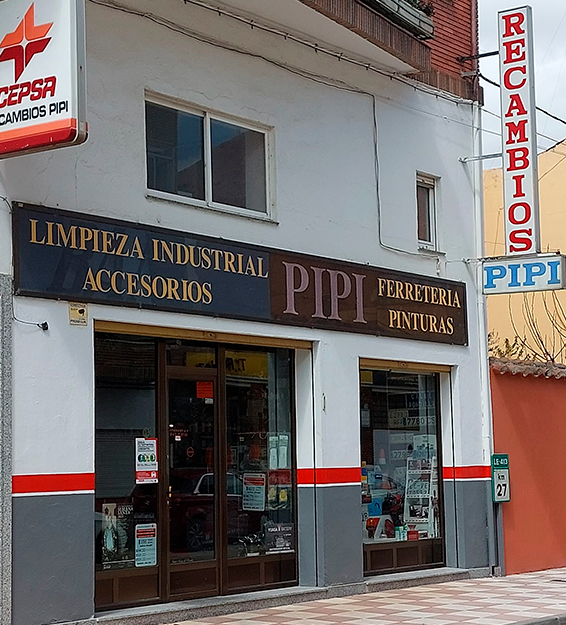 CEPSA
CAMBIOS PIPI
RECAMBIOS
PIPI
LIMPIEZA INDUSTRIAL
ACCESORIOS
PIPI
FERRETERIA
PINTURAS
LE-413
km
27